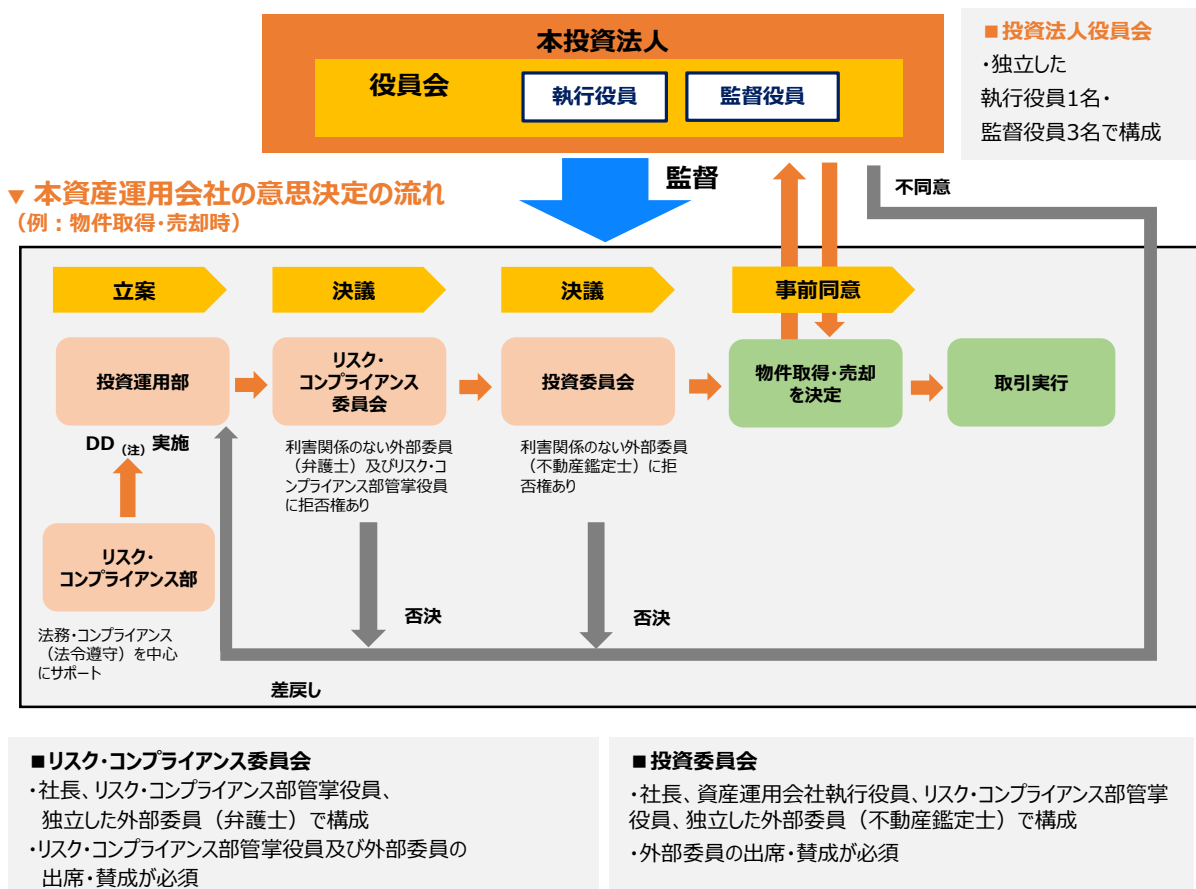 本投資法人
役員会
執行役員
監督役員
■投資法人役員会
・独立した
執行役員1名・
監督役員3名で構成
監督
不同意
▼ 本資産運用会社の意思決定の流れ
（例：物件取得・売却時）
立案
決議
決議
事前同意
投資運用部
リスク・
コンプライアンス
委員会
投資委員会
物件取得・売却
を決定
取引実行
DD（注）実施
利害関係のない外部委員
（弁護士）及びリスク・コ
ンプライアンス部管掌役員
に拒否権あり
利害関係のない外部委員
（不動産鑑定士）に拒
否権あり
リスク・
コンプライアンス部
法務・コンプライアンス
（法令遵守）を中心
にサポート
否決
否決
差戻し
■リスク・コンプライアンス委員会
・社長、リスク・コンプライアンス部管掌役員、
独立した外部委員（弁護士）で構成
・リスク・コンプライアンス部管掌役員及び外部委員の
出席・賛成が必須
■投資委員会
・社長、資産運用会社執行役員、リスク・コンプライアンス部管掌
役員、独立した外部委員（不動産鑑定士）で構成
・外部委員の出席・賛成が必須